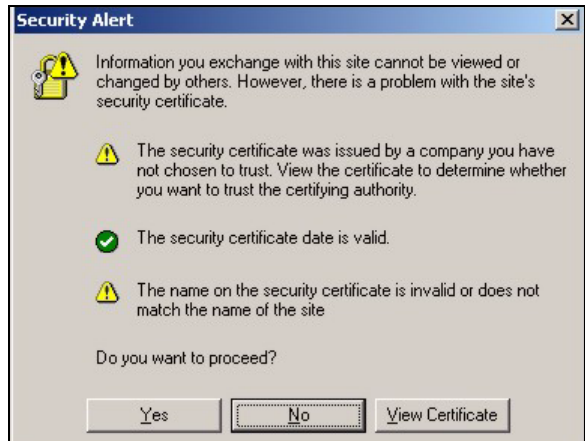 Security Alert
Information you exchange with this site cannot be viewed or
changed by others. However, there is a problem with the site's
security certificate.
The security certificate was issued by a company you have
not chosen to trust. View the certificate to determine whether
you want to trust the certifying authority.
The security certificate date is valid.
The name on the security certificate is invalid or does not
match the name of the site
Do you want to proceed?
Yes No View Certificate